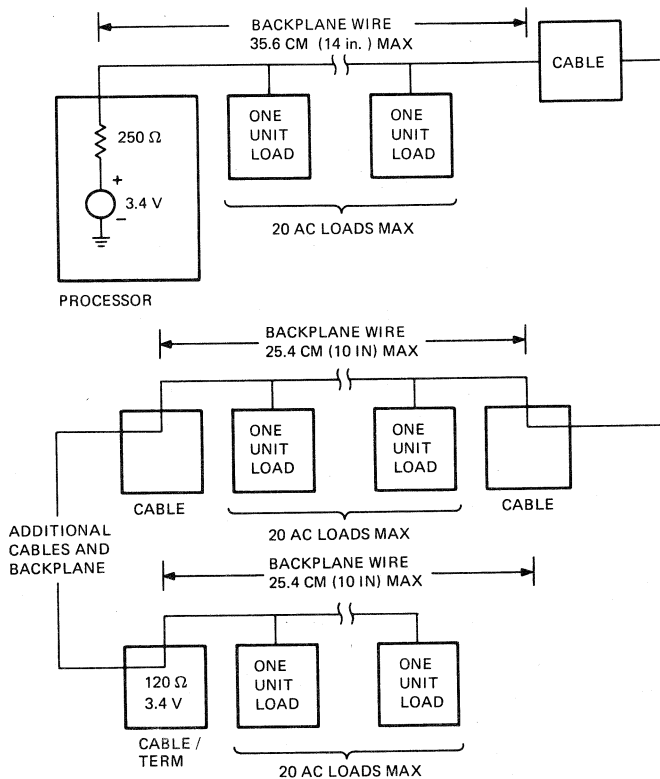 BACKPLANE WIRE
35.6 CM (14 in.) MAX
CABLE
ONE
UNIT
LOAD
ONE
UNIT
LOAD
250 Ω
+
3.4 V
−
20 AC LOADS MAX
PROCESSOR
BACKPLANE WIRE
25.4 CM (10 IN) MAX
ONE
UNIT
LOAD
ONE
UNIT
LOAD
CABLE
CABLE
20 AC LOADS MAX
ADDITIONAL
CABLES AND
BACKPLANE
BACKPLANE WIRE
25.4 CM (10 IN) MAX
120 Ω
3.4 V
ONE
UNIT
LOAD
ONE
UNIT
LOAD
CABLE /
TERM
20 AC LOADS MAX